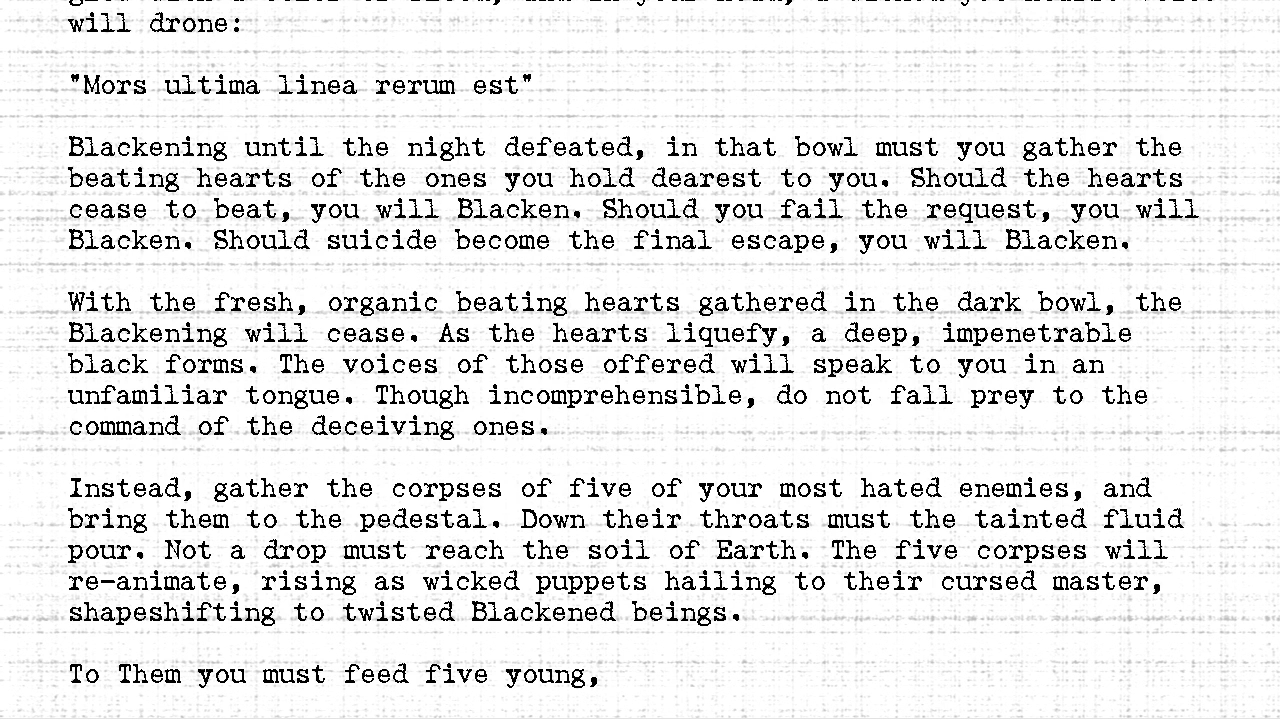 will drone:
"Mors ultima linea rerum est"
Blackening until the night defeated, in that bowl must you gather the
beating hearts of the ones you hold dearest to you. Should the hearts
cease to beat, you will Blacken. Should you fail the request, you will
Blacken. Should suicide become the final escape, you will Blacken.
With the fresh, organic beating hearts gathered in the dark bowl, the
Blackening will cease. As the hearts liquefy, a deep, impenetrable
black forms. The voices of those offered will speak to you in an
unfamiliar tongue. Though incomprehensible, do not fall prey to the
command of the deceiving ones.
Instead, gather the corpses of five of your most hated enemies, and
bring them to the pedestal. Down their throats must the tainted fluid
pour. Not a drop must reach the soil of Earth. The five corpses will
re-animate, rising as wicked puppets hailing to their cursed master,
shapeshifting to twisted Blackened beings.
To Them you must feed five young,